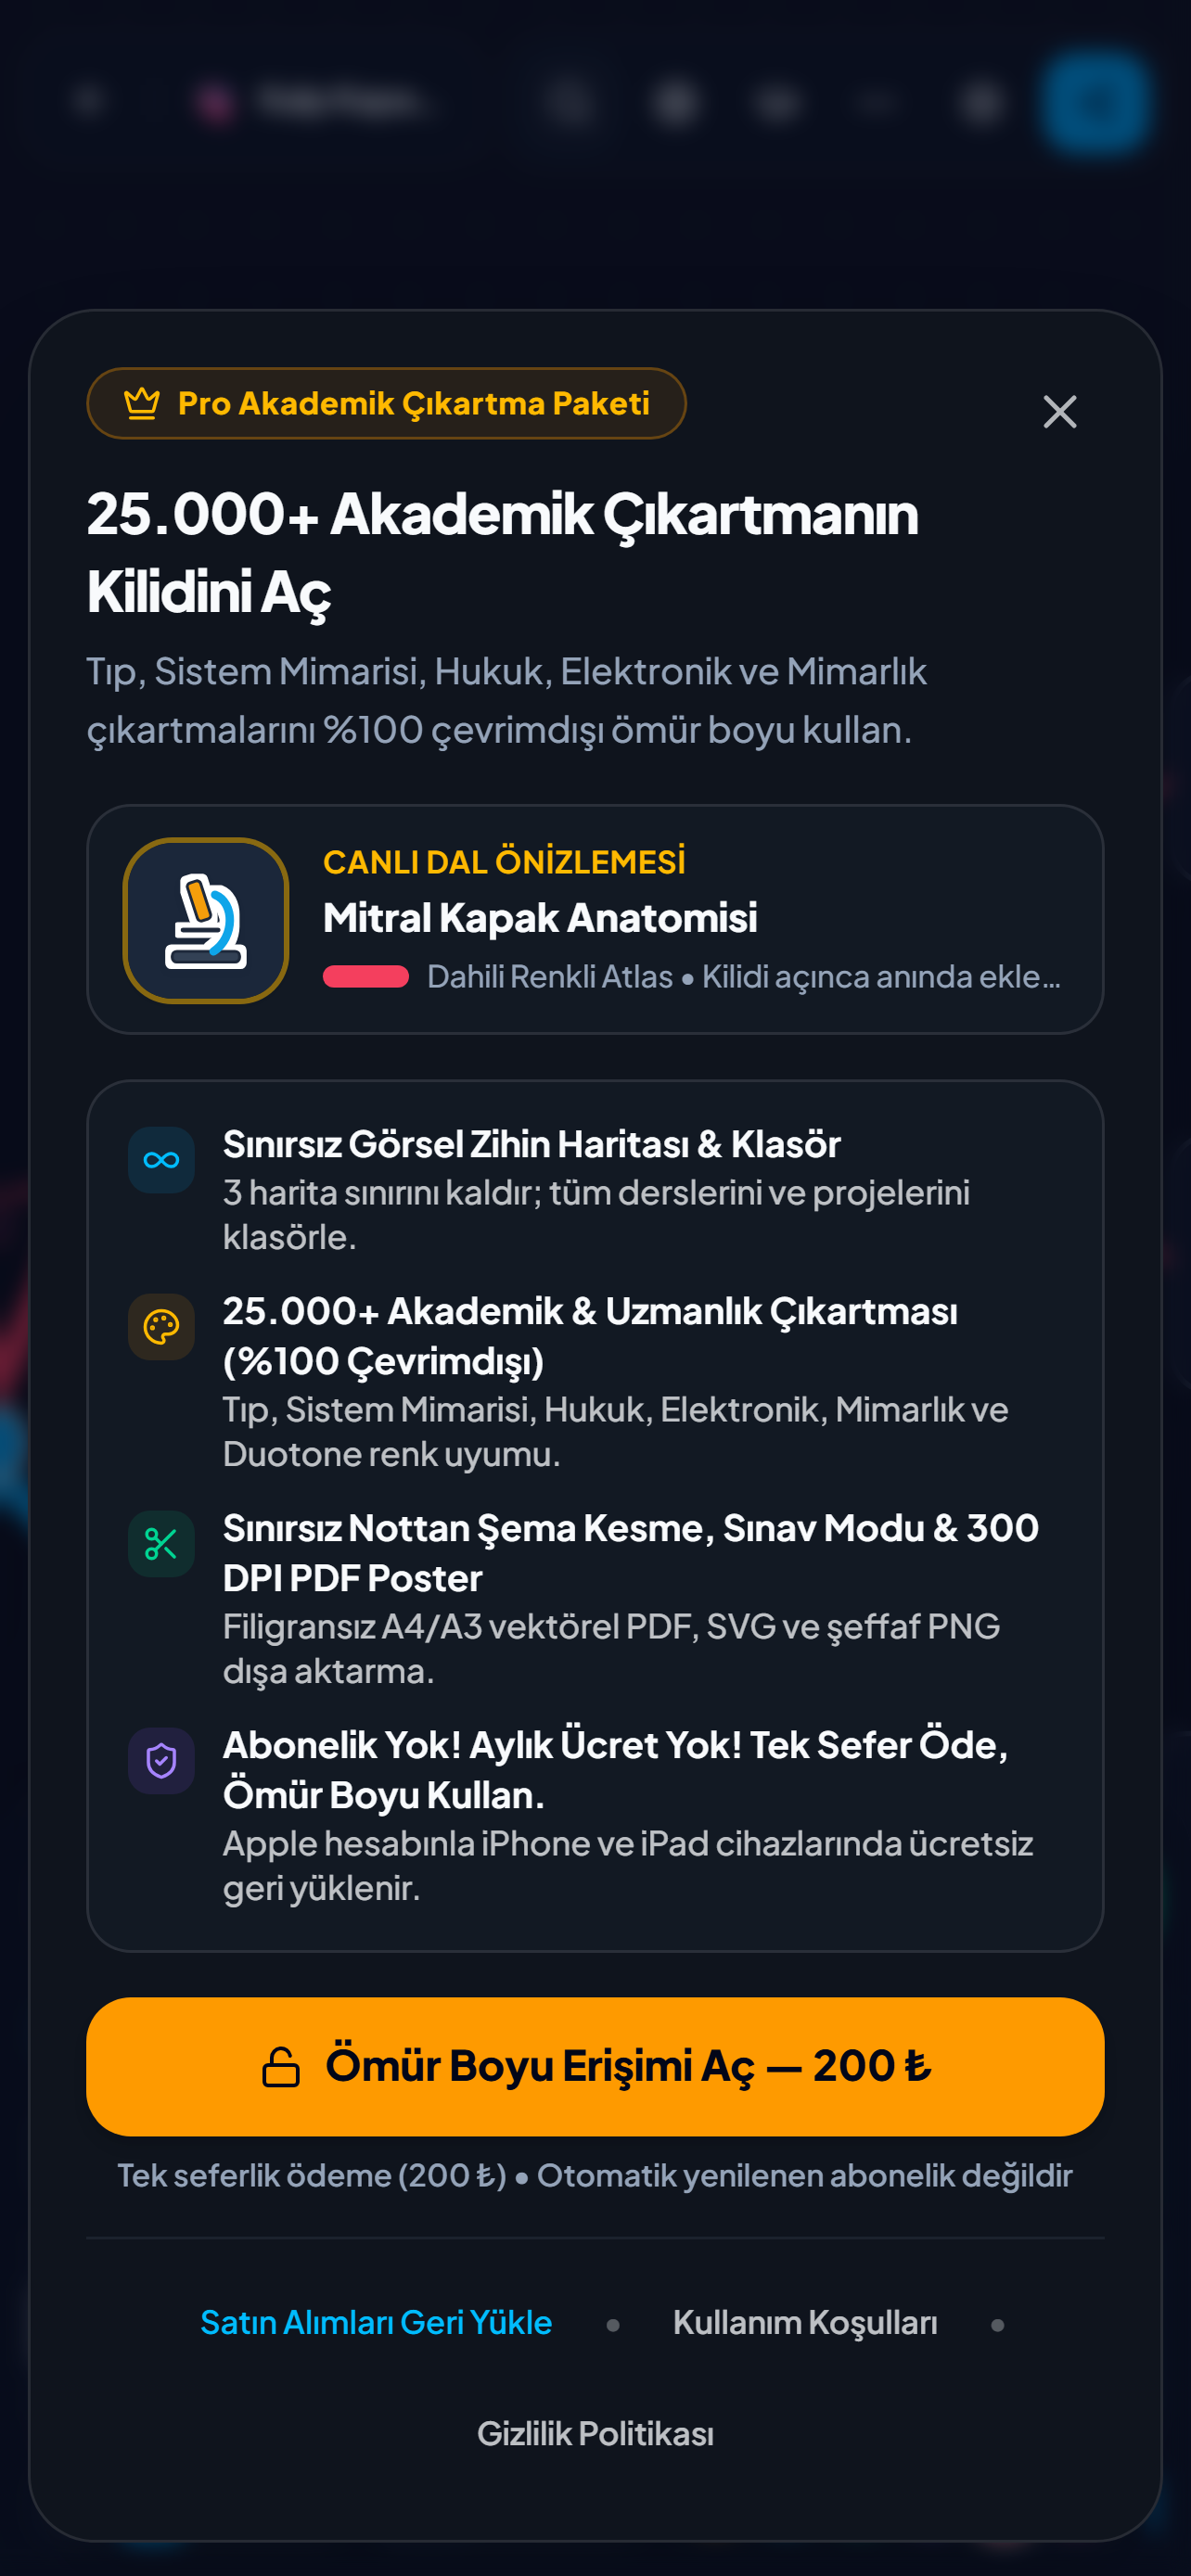 Pro Akademik Çıkartma Paketi
25.000+ Akademik Çıkartmanın
Kilidini Aç
Tıp, Sistem Mimarisi, Hukuk, Elektronik ve Mimarlık
çıkartmalarını %100 çevrimdışı ömür boyu kullan.
CANLI DAL ÖNİZLEMESİ
Mitral Kapak Anatomisi
Dahili Renkli Atlas • Kilidi açınca anında ekle...
Sınırsız Görsel Zihin Haritası & Klasör
3 harita sınırını kaldır; tüm derslerini ve projelerini
klasörle.
25.000+ Akademik & Uzmanlık Çıkartması
(%100 Çevrimdışı)
Tıp, Sistem Mimarisi, Hukuk, Elektronik, Mimarlık ve
Duotone renk uyumu.
Sınırsız Nottan Şema Kesme, Sınav Modu & 300
DPI PDF Poster
Filigransız A4/A3 vektörel PDF, SVG ve şeffaf PNG
dışa aktarma.
Abonelik Yok! Aylık Ücret Yok! Tek Sefer Öde,
Ömür Boyu Kullan.
Apple hesabınla iPhone ve iPad cihazlarında ücretsiz
geri yüklenir.
Ömür Boyu Erişimi Aç — 200 ₺
Tek seferlik ödeme (200 ₺) • Otomatik yenilenen abonelik değildir
Satın Alımları Geri Yükle • Kullanım Koşulları •
Gizlilik Politikası